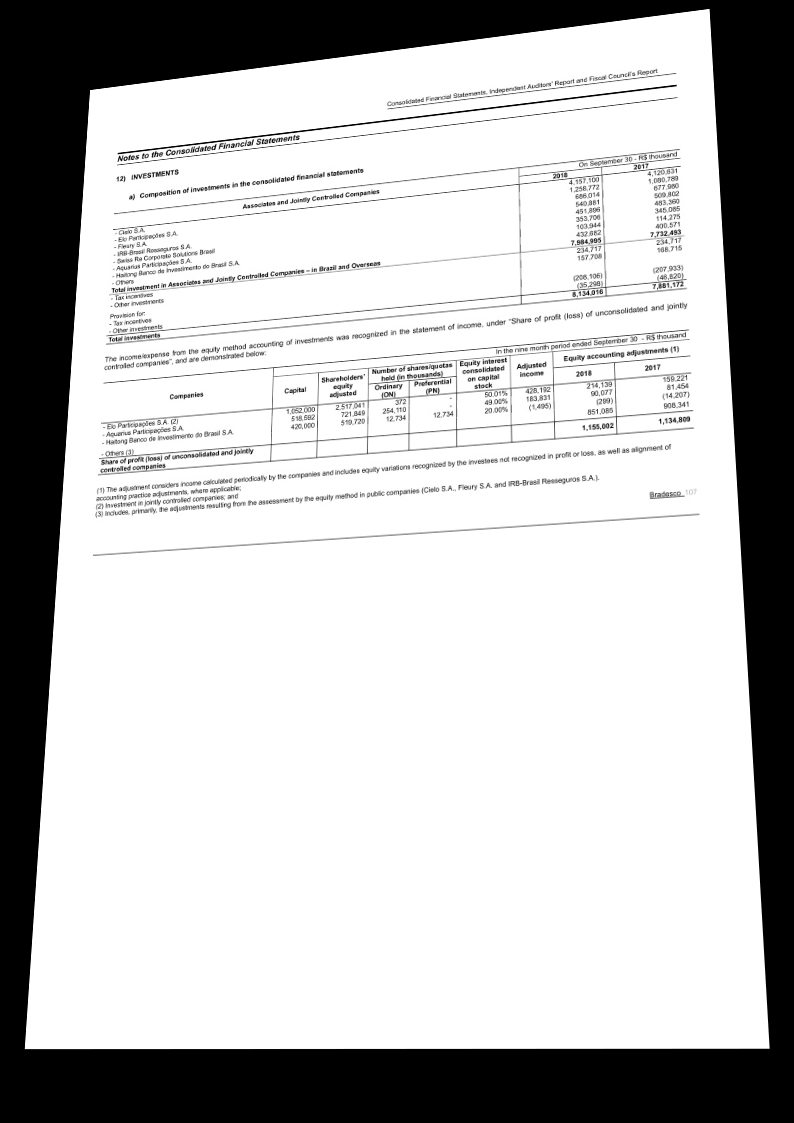 Consolidated Financial Statements, Independent Auditors' Report and Fiscal Council's Report
Notes to the Consolidated Financial Statements
12) INVESTMENTS
a) Composition of investments in the consolidated financial statements
Associates and Jointly Controlled Companies
On September 30 - R$ thousand
2018 2017
- Cielo S.A. 4,157,100 4,120,631
- Elo Participações S.A. 1,258,772 1,080,789
- Fleury S.A. 686,014 677,980
- IRB-Brasil Resseguros S.A. 540,881 509,802
- Swiss Re Corporate Solutions Brasil 451,896 483,360
- Aquarius Participações S.A. 353,706 345,085
- Haitong Banco de Investimento do Brasil S.A. 103,944 114,275
- Others 432,682 400,571
Total investment in Associates and Jointly Controlled Companies – in Brazil and Overseas 7,984,995 7,732,493
- Tax incentives 234,717 234,717
- Other investments 157,708 168,715
Provision for:
- Tax incentives (208,106) (207,933)
- Other investments (35,298) (46,820)
Total investments 8,134,016 7,881,172
The income/expense from the equity method accounting of investments was recognized in the statement of income, under "Share of profit (loss) of unconsolidated and jointly
controlled companies", and are demonstrated below:
In the nine month period ended September 30 - R$ thousand
Companies
Capital
Shareholders' equity adjusted
Number of shares/quotas held (in thousands)
Ordinary (ON)
Preferential (PN)
Equity interest consolidated on capital stock
Adjusted income
Equity accounting adjustments (1)
2018 2017
- Elo Participações S.A. (2) 1,052,000 2,517,041 372 - 50.01% 428,192 214,139 159,221
- Aquarius Participações S.A. 518,592 721,849 254,110 - 49.00% 183,831 90,077 81,454
- Haitong Banco de Investimento do Brasil S.A. 420,000 519,720 12,734 12,734 20.00% (1,495) (299) (14,207)
- Others (3) 851,085 908,341
Share of profit (loss) of unconsolidated and jointly
controlled companies 1,155,002 1,134,809
(1) The adjustment considers income calculated periodically by the companies and includes equity variations recognized by the investees not recognized in profit or loss, as well as alignment of
accounting practice adjustments, where applicable;
(2) Investment in jointly controlled companies; and
(3) Includes, primarily, the adjustments resulting from the assessment by the equity method in public companies (Cielo S.A., Fleury S.A. and IRB-Brasil Resseguros S.A.).
Bradesco 107